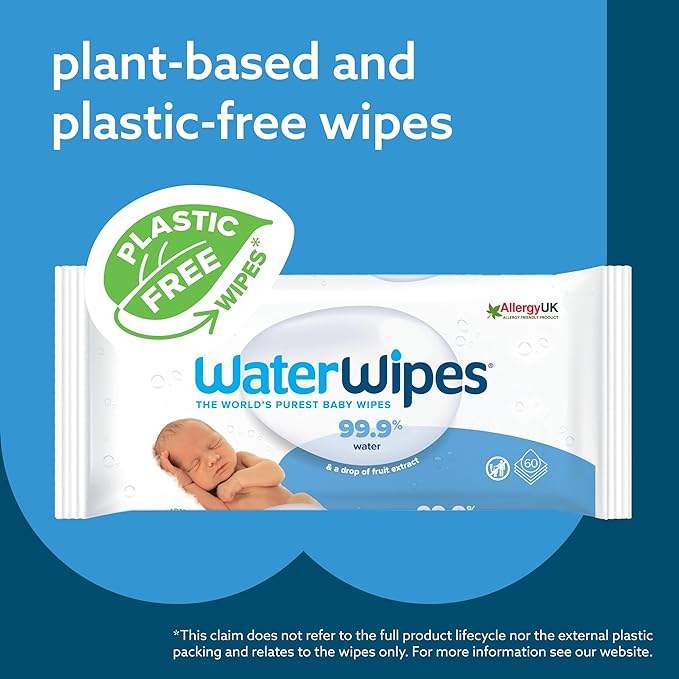 plant-based and
plastic-free wipes
PLASTIC
FREE
WIPES*
AllergyUK
ALLERGY FRIENDLY PRODUCT
WaterWipes®
THE WORLD'S PUREST BABY WIPES
99.9%
water
& a drop of fruit extract
60
*This claim does not refer to the full product lifecycle nor the external plastic
packing and relates to the wipes only. For more information see our website.